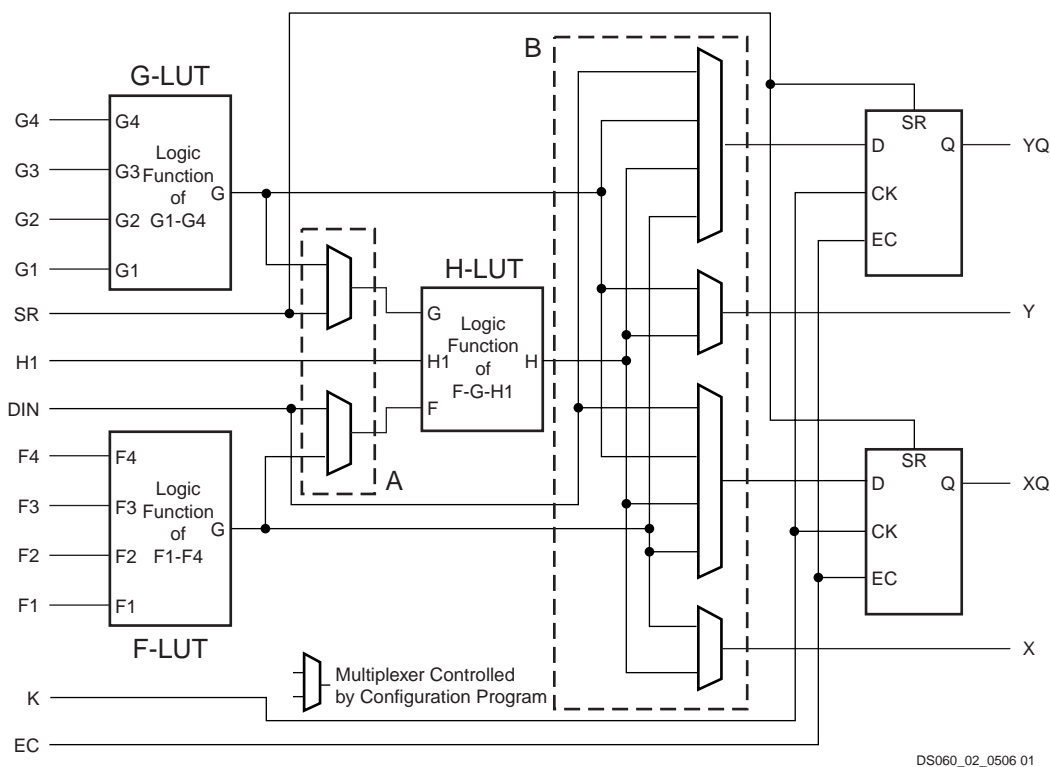 B
G-LUT
G4
G3
G2
G1
G4
G3
G2
G1
Logic
Function
of
G1-G4
G
SR
H1
DIN
H-LUT
G
H1
F
Logic
Function
of
F-G-H1
H
A
F4
F3
F2
F1
F4
F3
F2
F1
Logic
Function
of
F1-F4
G
F-LUT
SR
D
CK
EC
Q
YQ
Y
SR
D
CK
EC
Q
XQ
X
Multiplexer Controlled
by Configuration Program
K
EC
DS060_02_0506 01